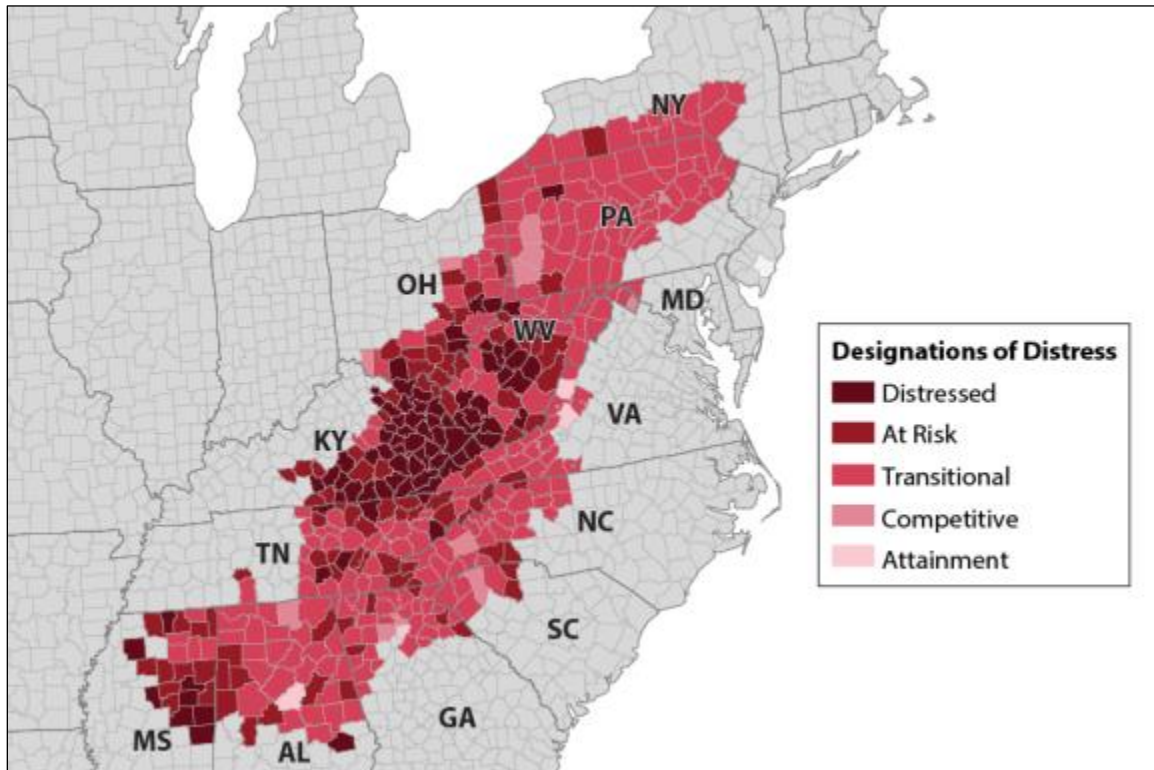 NY
PA
OH
MD
WV
VA
KY
NC
TN
SC
GA
MS
AL
Designations of Distress
Distressed
At Risk
Transitional
Competitive
Attainment